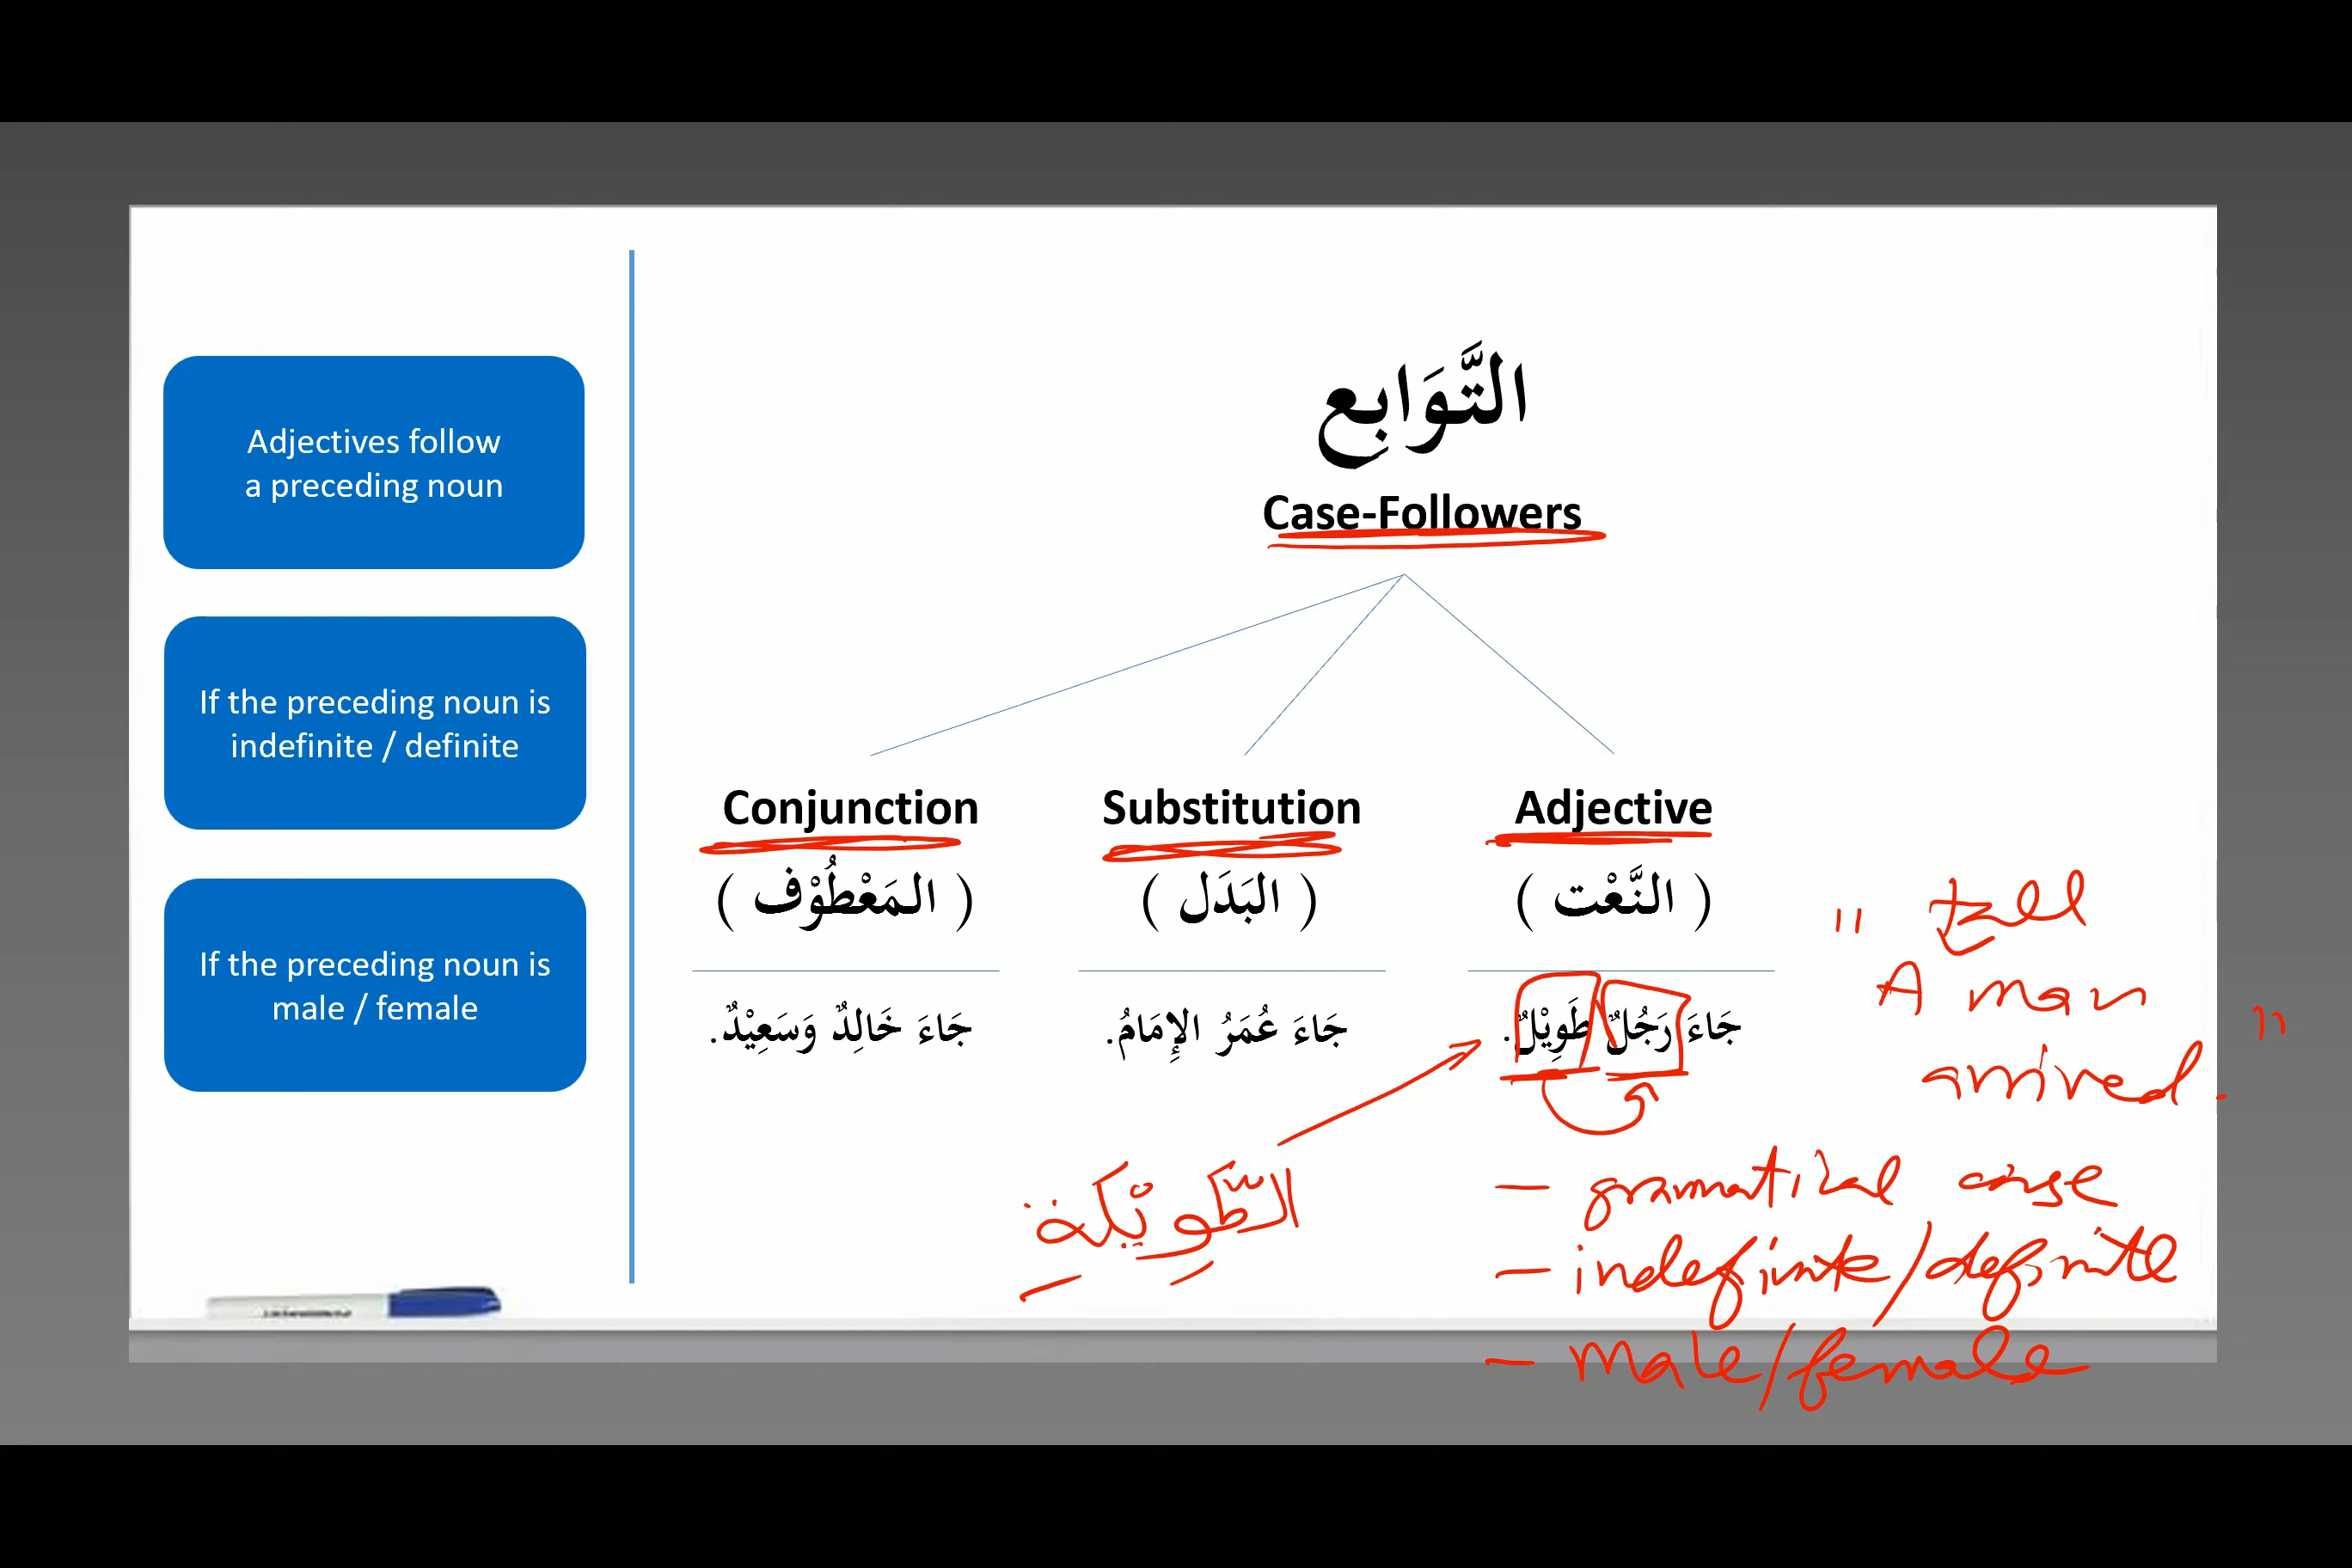 Adjectives follow
a preceding noun
If the preceding noun is
indefinite / definite
If the preceding noun is
male / female
التَّوَابِع
Case-Followers
Conjunction
( المَعْطُوْف )
جَاءَ خَالِدٌ وَسَعِيْدٌ.
Substitution
( البَدَل )
جَاءَ عُمَرُ الإِمَامُ.
Adjective
( النَّعْت )
جَاءَ رَجُلٌ طَوِيْلٌ.
" tall
A man
arrived. "
– grammatical case
– indefinite/definite
– male/female
الطَّوِيْلَة